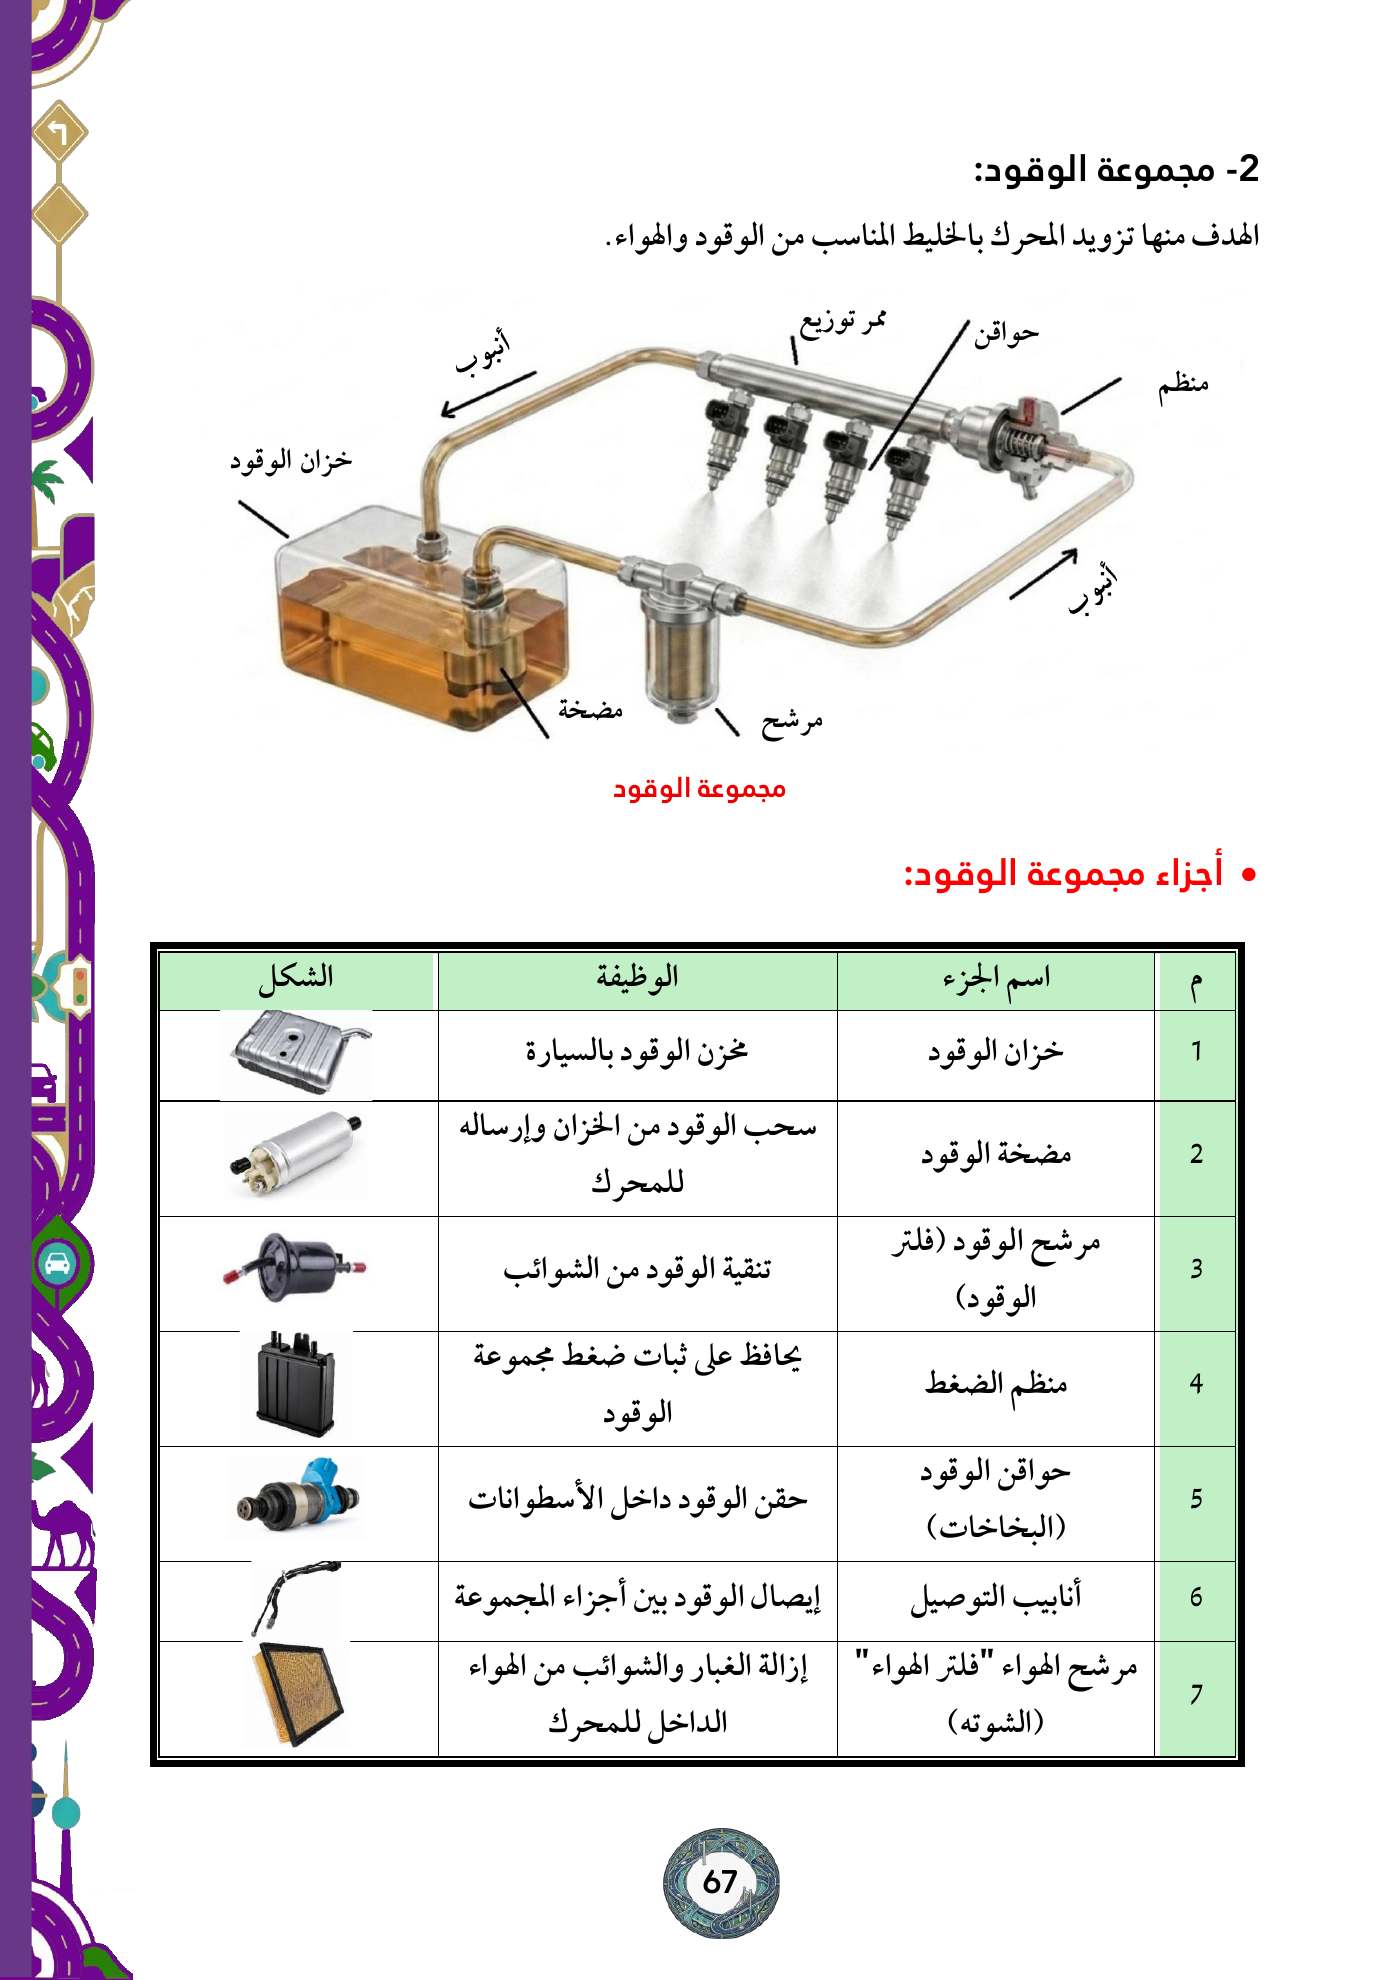 2- مجموعة الوقود:
الهدف منها تزويد المحرك بالخليط المناسب من الوقود والهواء.
ممر توزيع
حواقن
أنبوب
منظم
خزان الوقود
أنبوب
مضخة
مرشح
مجموعة الوقود
• أجزاء مجموعة الوقود:
م اسم الجزء الوظيفة الشكل
1 خزان الوقود مخزن الوقود بالسيارة
2 مضخة الوقود سحب الوقود من الخزان وإرساله
للمحرك
3 مرشح الوقود (فلتر تنقية الوقود من الشوائب
الوقود)
4 منظم الضغط يحافظ على ثبات ضغط مجموعة
الوقود
5 حواقن الوقود حقن الوقود داخل الأسطوانات
(البخاخات)
6 أنابيب التوصيل إيصال الوقود بين أجزاء المجموعة
7 مرشح الهواء "فلتر الهواء" إزالة الغبار والشوائب من الهواء
(الشوته) الداخل للمحرك
67